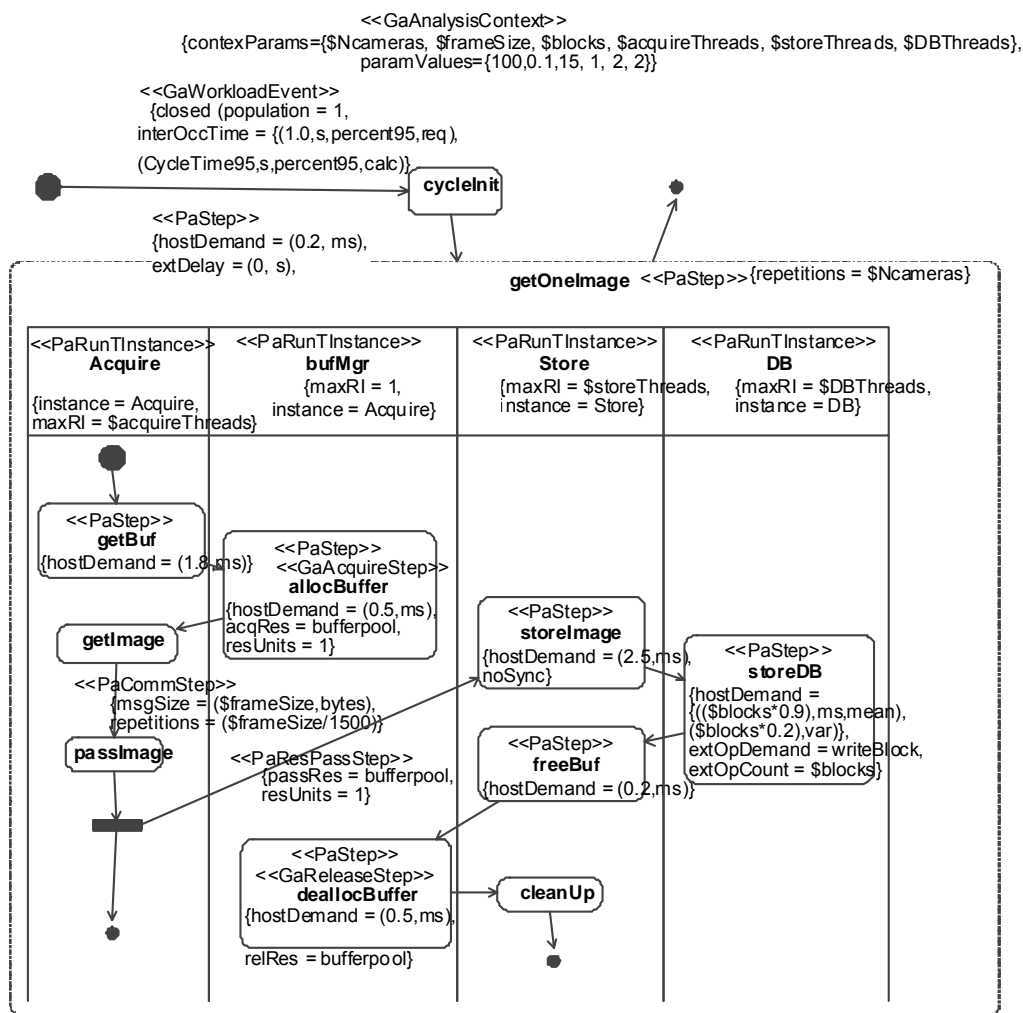 <<GaAnalysisContext>>
{contexParams={$Ncameras, $frameSize, $blocks, $acquireThreads, $storeThreads, $DBThreads},
paramValues={100,0.1,15, 1, 2, 2}}
<<GaWorkloadEvent>>
{closed (population = 1,
interOccTime = {(1.0,s,percent95,req),
(CycleTime95,s,percent95,calc)}
cycleInit
<<PaStep>>
{hostDemand = (0.2, ms),
extDelay = (0, s),
getOneImage <<PaStep>> {repetitions = $Ncameras}
<<PaRunTInstance>>
Acquire
{instance = Acquire,
maxRI = $acquireThreads}
<<PaRunTInstance>>
bufMgr
{maxRI = 1,
instance = Acquire}
<<PaRunTInstance>>
Store
{maxRI = $storeThreads,
instance = Store}
<<PaRunTInstance>>
DB
{maxRI = $DBThreads,
instance = DB}
<<PaStep>>
getBuf
{hostDemand = (1.8,ms)}
<<PaStep>>
<<GaAcquireStep>>
allocBuffer
{hostDemand = (0.5,ms),
acqRes = bufferpool,
resUnits = 1}
getImage
<<PaStep>>
storeImage
{hostDemand = (2.5,ms),
noSync}
<<PaStep>>
storeDB
{hostDemand =
{(($blocks*0.9),ms,mean),
($blocks*0.2),var)},
extOpDemand = writeBlock,
extOpCount = $blocks}
<<PaCommStep>>
{msgSize = ($frameSize,bytes),
repetitions = ($frameSize/1500)}
passImage
<<PaResPassStep>>
{passRes = bufferpool,
resUnits = 1}
<<PaStep>>
freeBuf
{hostDemand = (0.2,ms)}
<<PaStep>>
<<GaReleaseStep>>
deallocBuffer
{hostDemand = (0.5,ms),
relRes = bufferpool}
cleanUp